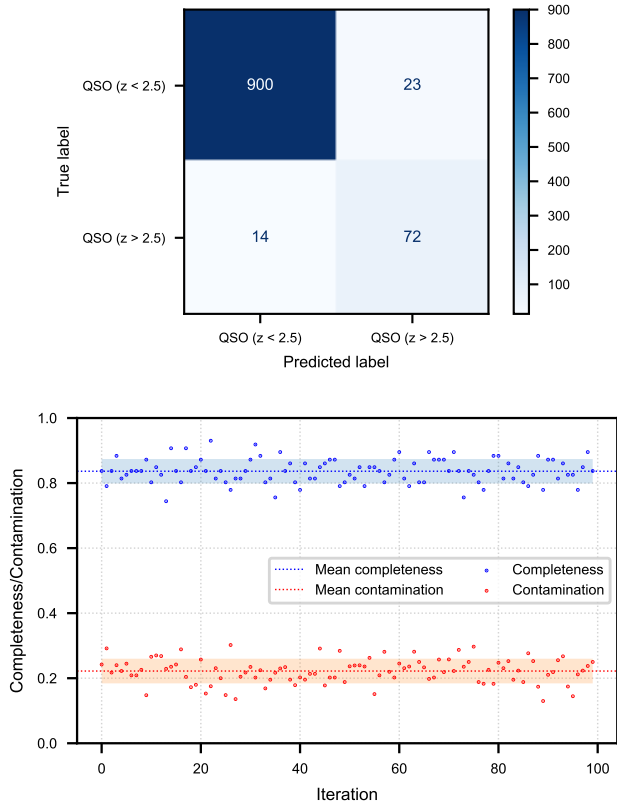 900
800
700
600
500
400
300
200
100
True label
QSO (z < 2.5)
900
23
QSO (z > 2.5)
14
72
QSO (z < 2.5)
QSO (z > 2.5)
Predicted label
Completeness/Contamination
1.0
0.8
0.6
0.4
0.2
0.0
Mean completeness
Completeness
Mean contamination
Contamination
0
20
40
60
80
100
Iteration